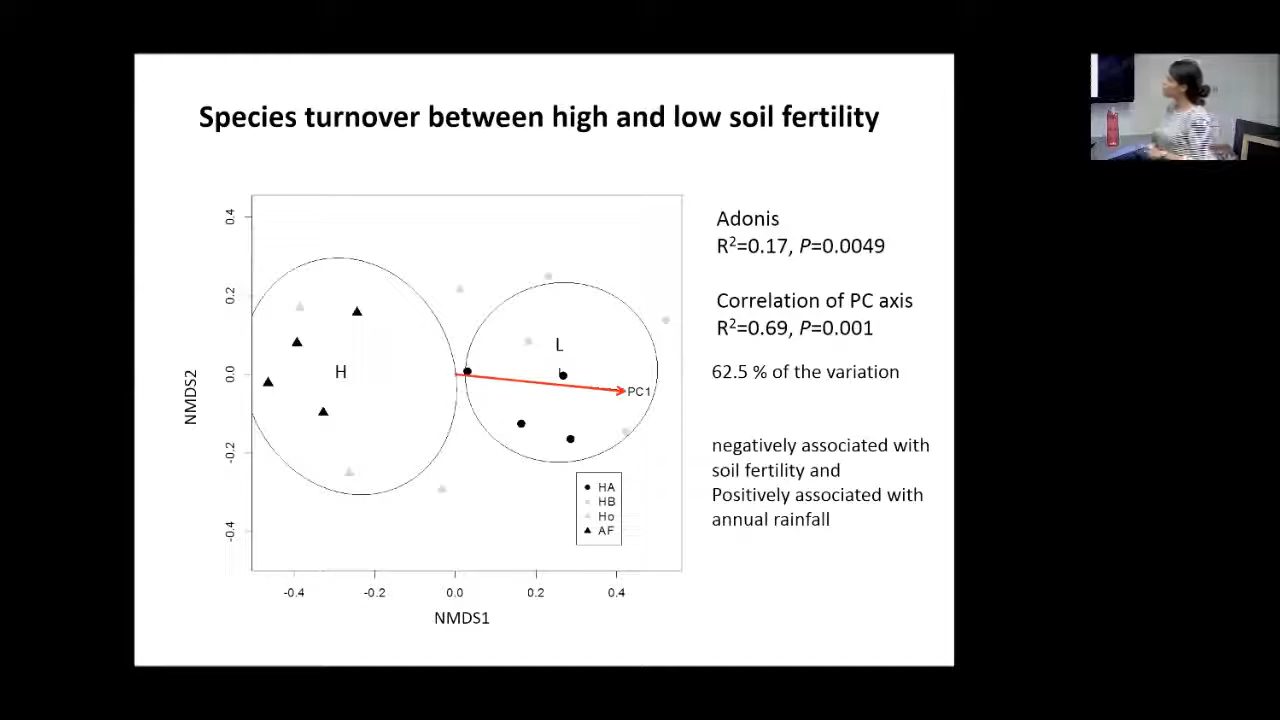 Species turnover between high and low soil fertility
0.4
0.2
0.0
-0.2
-0.4
NMDS2
H
L
L
PC1
HA
HB
Ho
AF
-0.4
-0.2
0.0
0.2
0.4
NMDS1
Adonis
R²=0.17, P=0.0049
Correlation of PC axis
R²=0.69, P=0.001
62.5 % of the variation
negatively associated with
soil fertility and
Positively associated with
annual rainfall